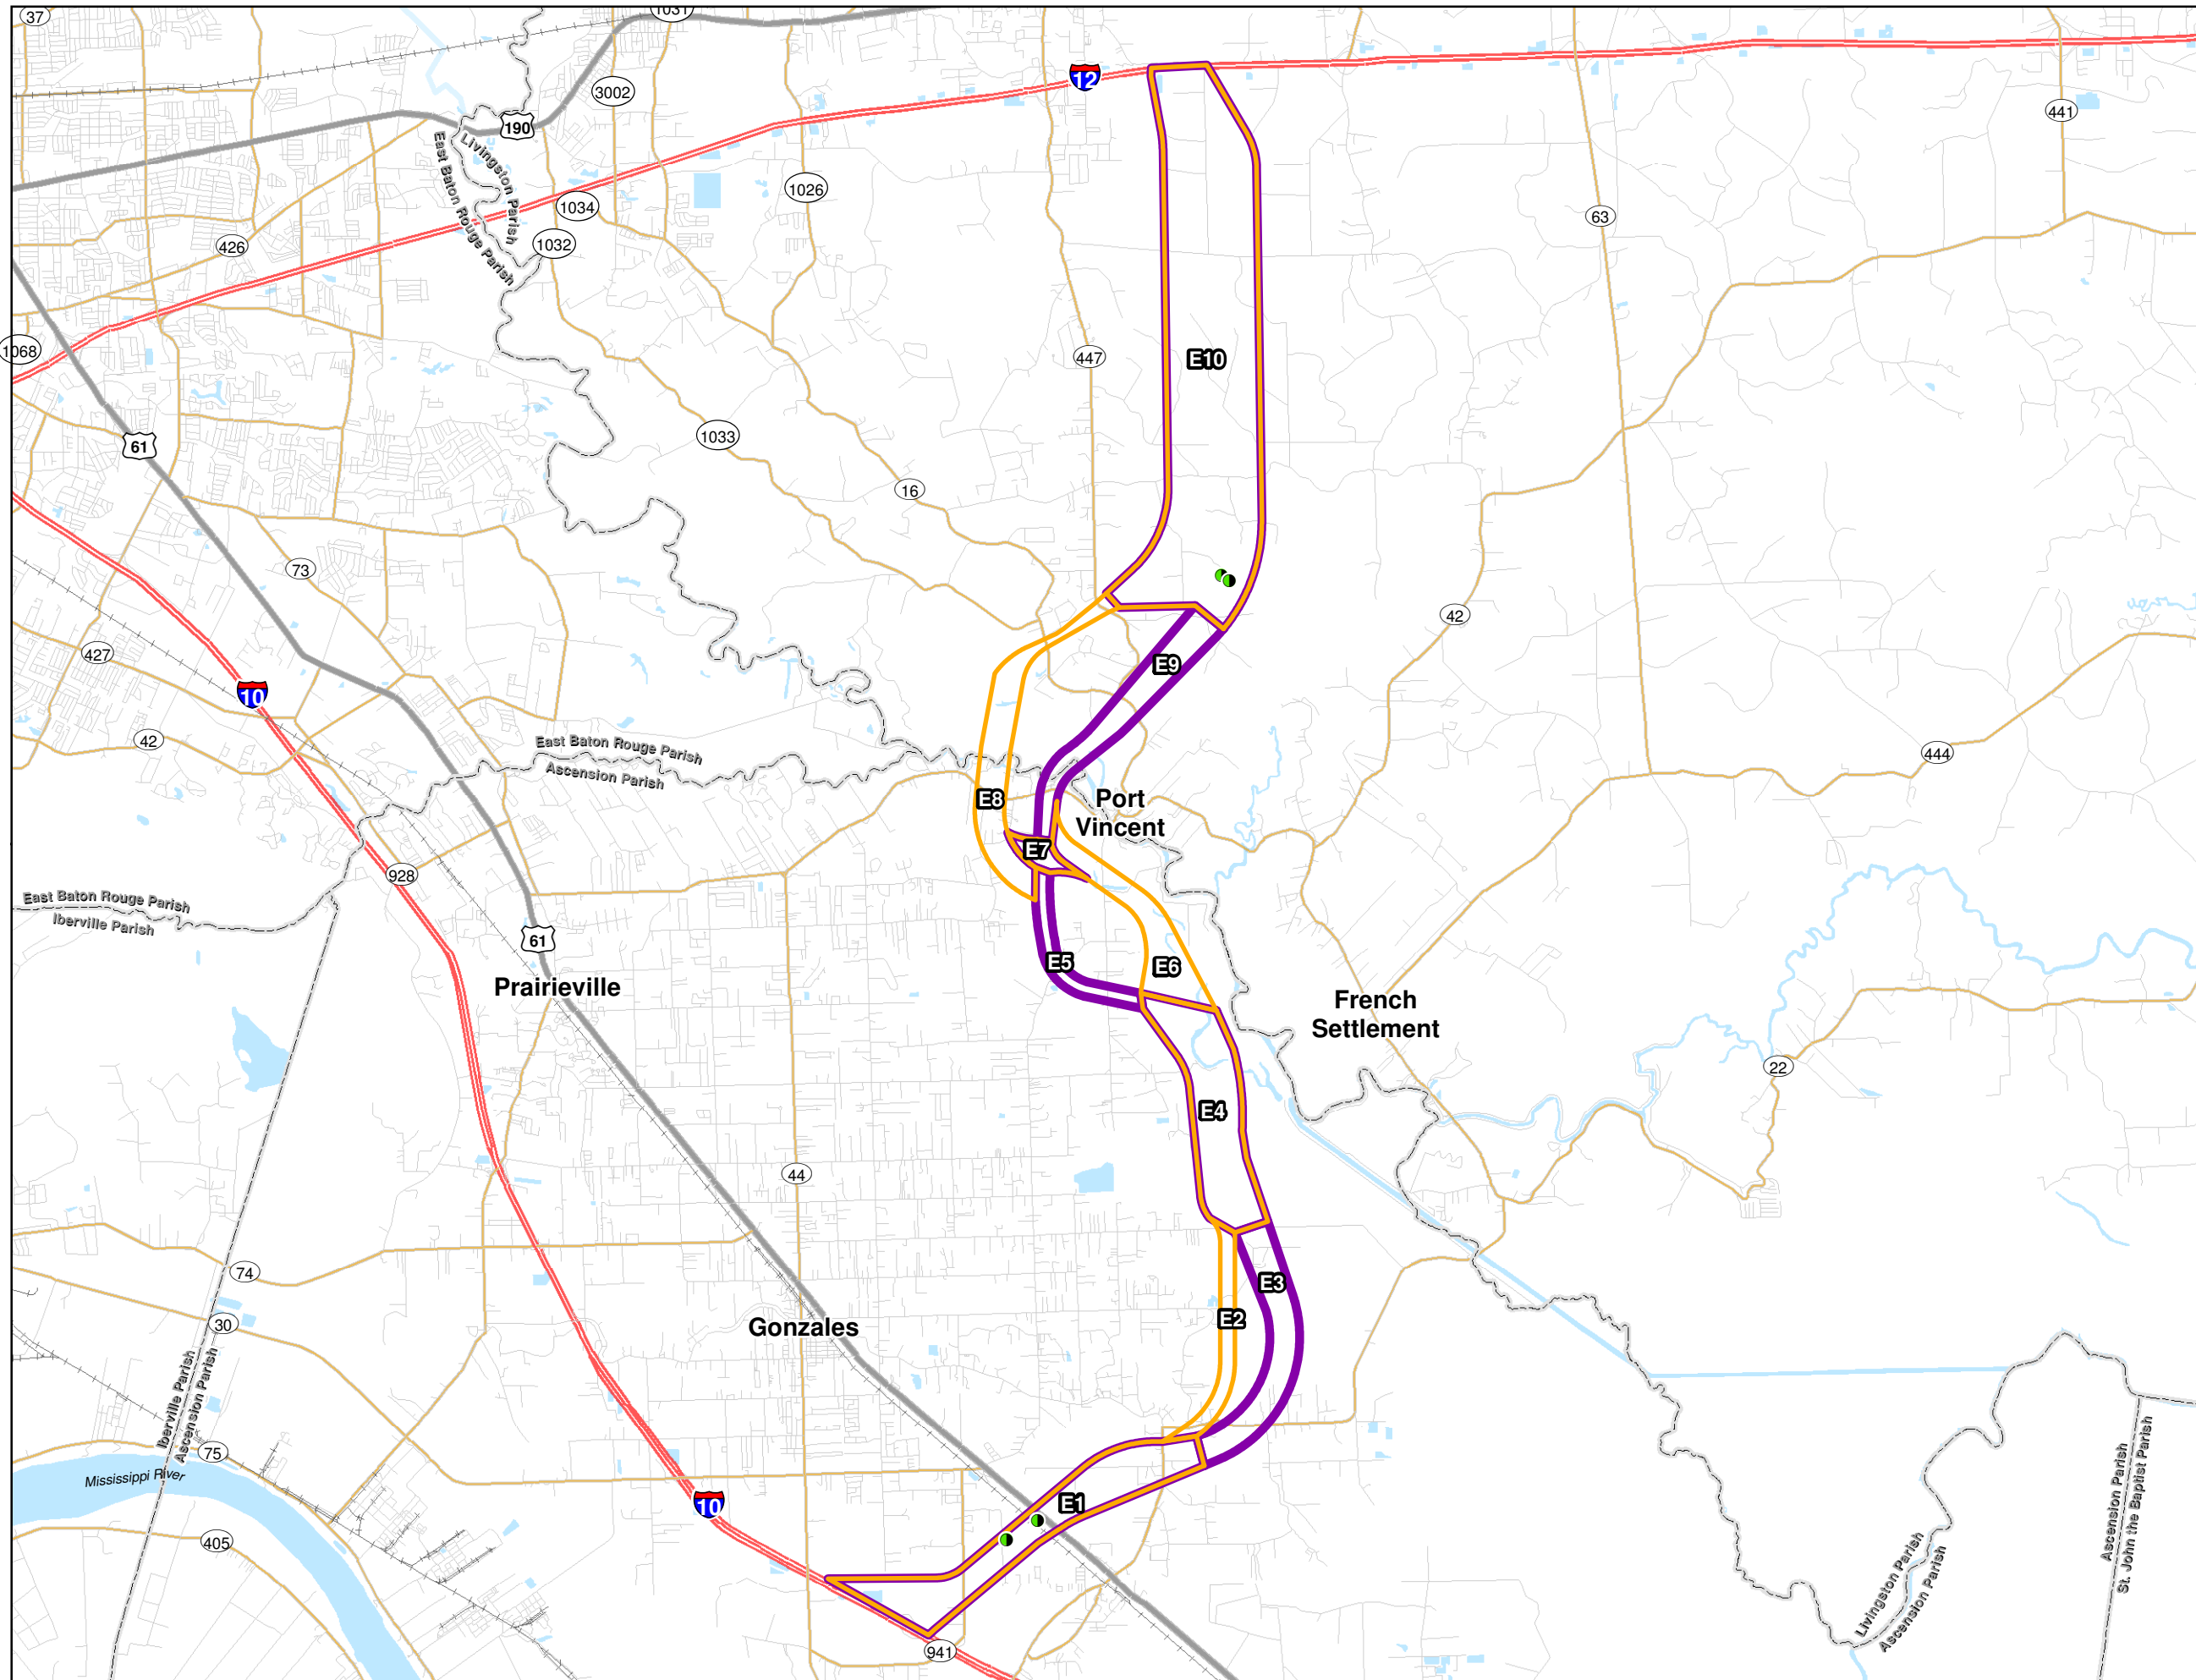 37
1031
12
3002
190
441
Livingston Parish
East Baton Rouge Parish
1026
1034
63
426
1032
1068
447
E10
61
1033
16
73
42
427
E9
10
42
East Baton Rouge Parish
Ascension Parish
444
E8
Port
Vincent
E7
928
East Baton Rouge Parish
Iberville Parish
61
E5
E6
Prairieville
French
Settlement
22
E4
44
74
E3
30
E2
Gonzales
Iberville Parish
Ascension Parish
75
Mississippi River
Ascension Parish
St. John the Baptist Parish
E1
10
405
Livingston Parish
Ascension Parish
941